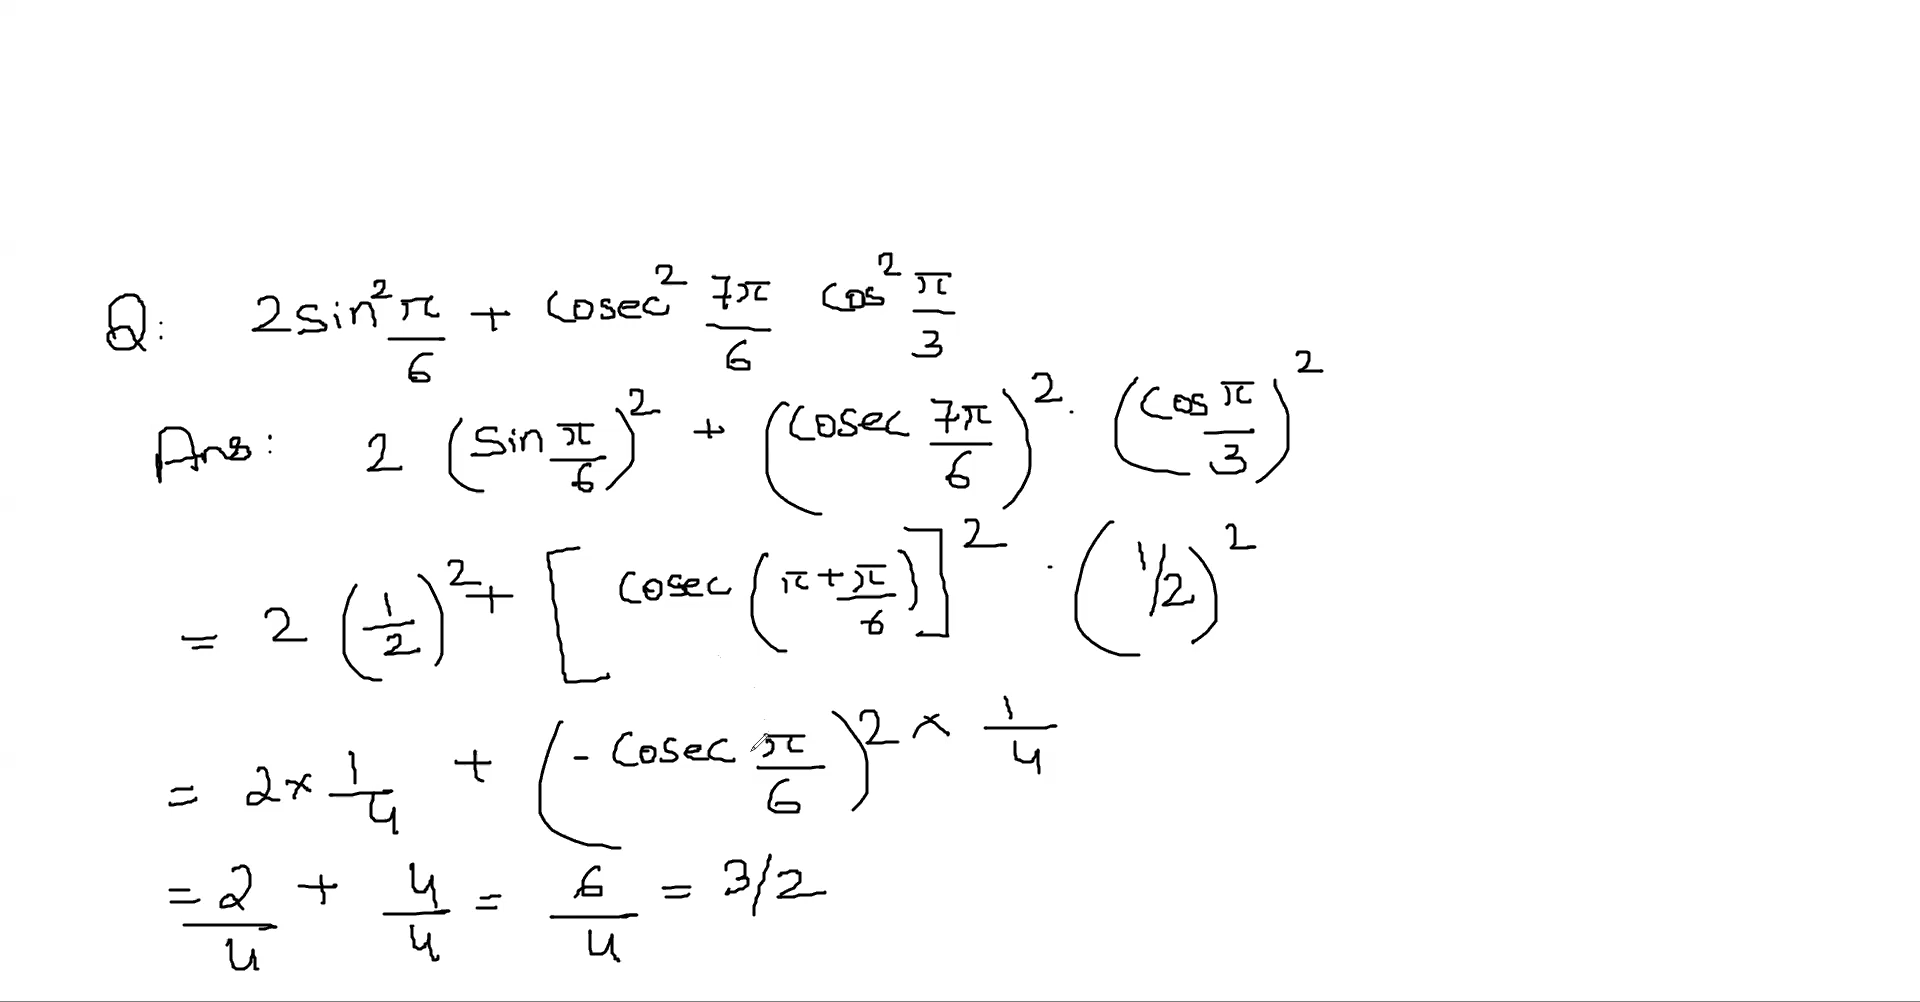 Q: 2sin² π/6 + cosec² 7π/6 cos² π/3
Ans: 2 (sin π/6)² + (cosec 7π/6)² . (cos π/3)²
= 2 (1/2)² + [cosec (π + π/6)]² . (1/2)²
= 2 × 1/4 + (- cosec π/6)² × 1/4
= 2/4 + 4/4 = 6/4 = 3/2